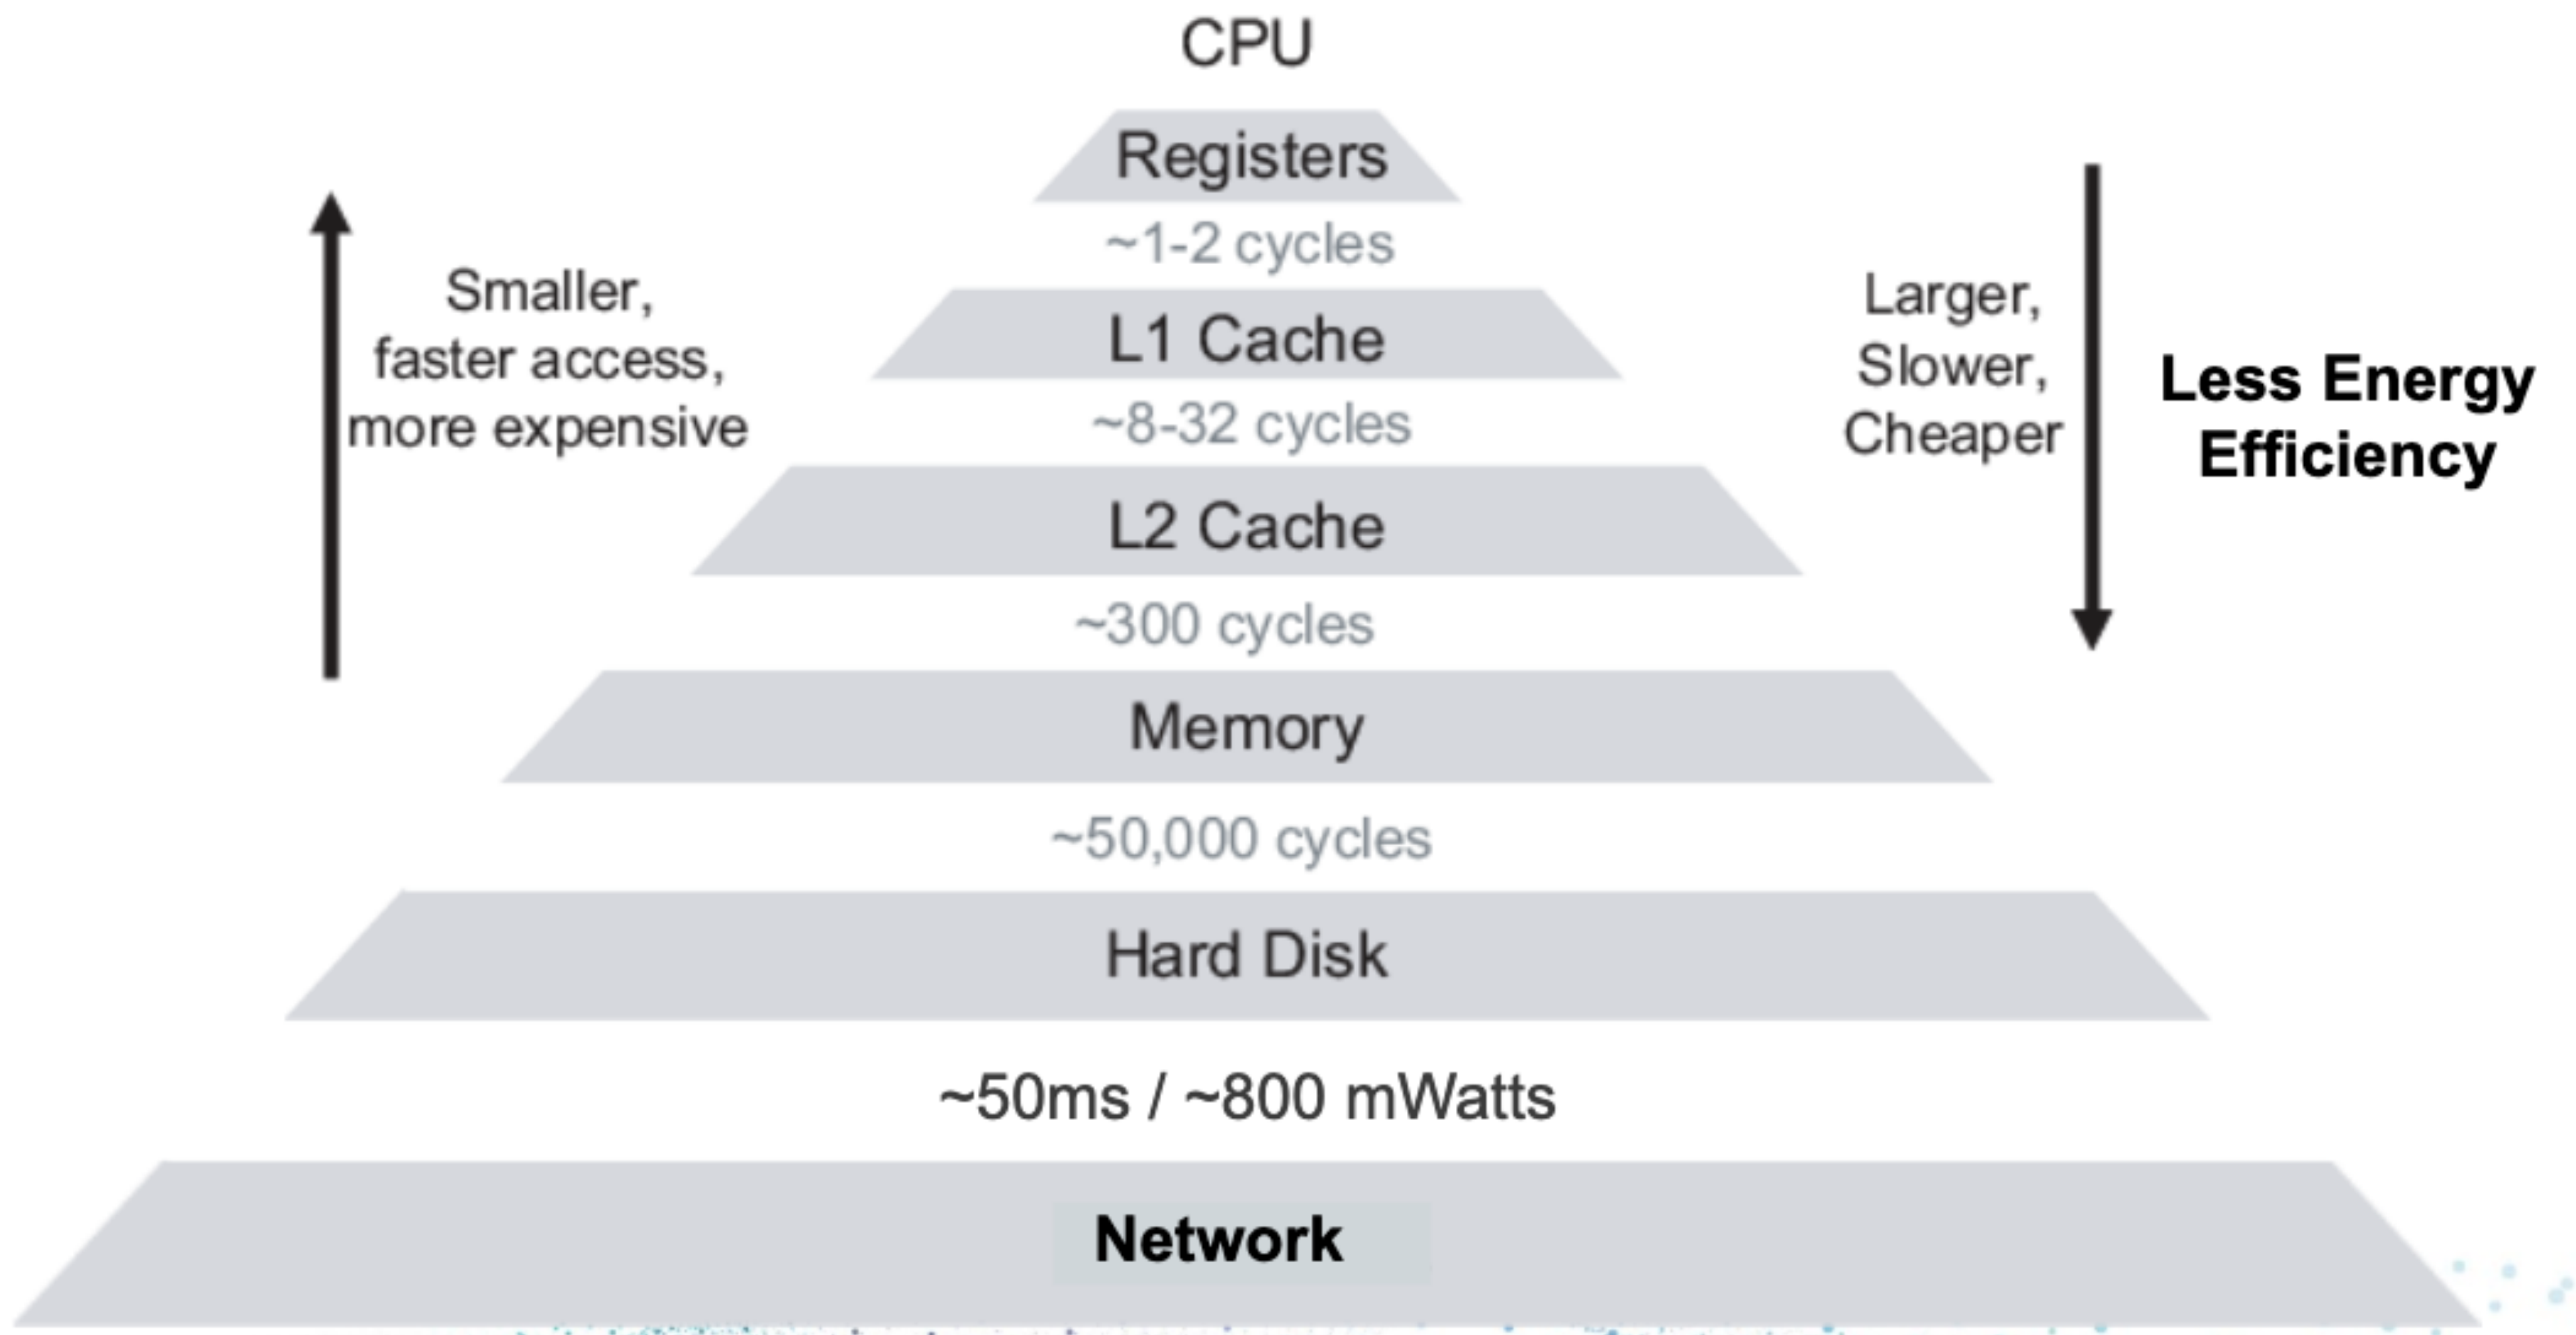 CPU
Registers
~1-2 cycles
Smaller,
faster access,
more expensive
L1 Cache
~8-32 cycles
Larger,
Slower,
Cheaper
Less Energy
Efficiency
L2 Cache
~300 cycles
Memory
~50,000 cycles
Hard Disk
~50ms / ~800 mWatts
Network